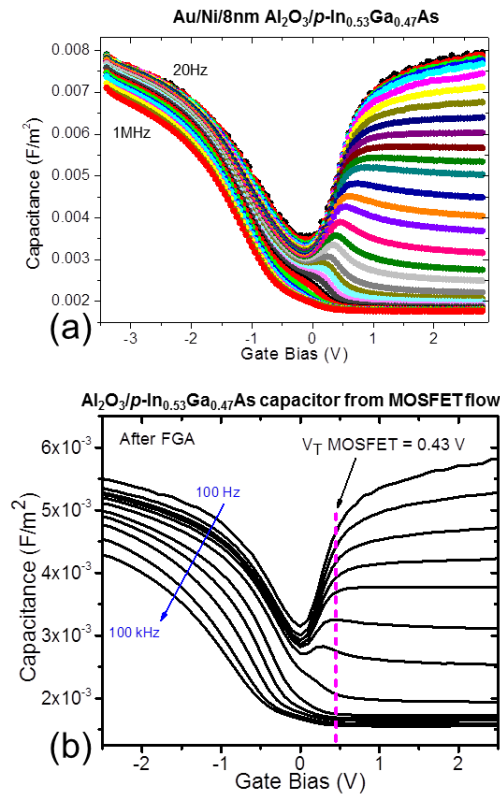 Au/Ni/8nm Al₂O₃/p-In₀.₅₃Ga₀.₄₇As
0.008
0.007
0.006
0.005
0.004
0.003
0.002
Capacitance (F/m²)
20Hz
1MHz
(a)
-3 -2 -1 0 1 2
Gate Bias (V)
Al₂O₃/p-In₀.₅₃Ga₀.₄₇As capacitor from MOSFET flow
After FGA
V_T MOSFET = 0.43 V
6x10⁻³
5x10⁻³
4x10⁻³
3x10⁻³
2x10⁻³
Capacitance (F/m²)
100 Hz
100 kHz
(b)
-2 -1 0 1 2
Gate Bias (V)